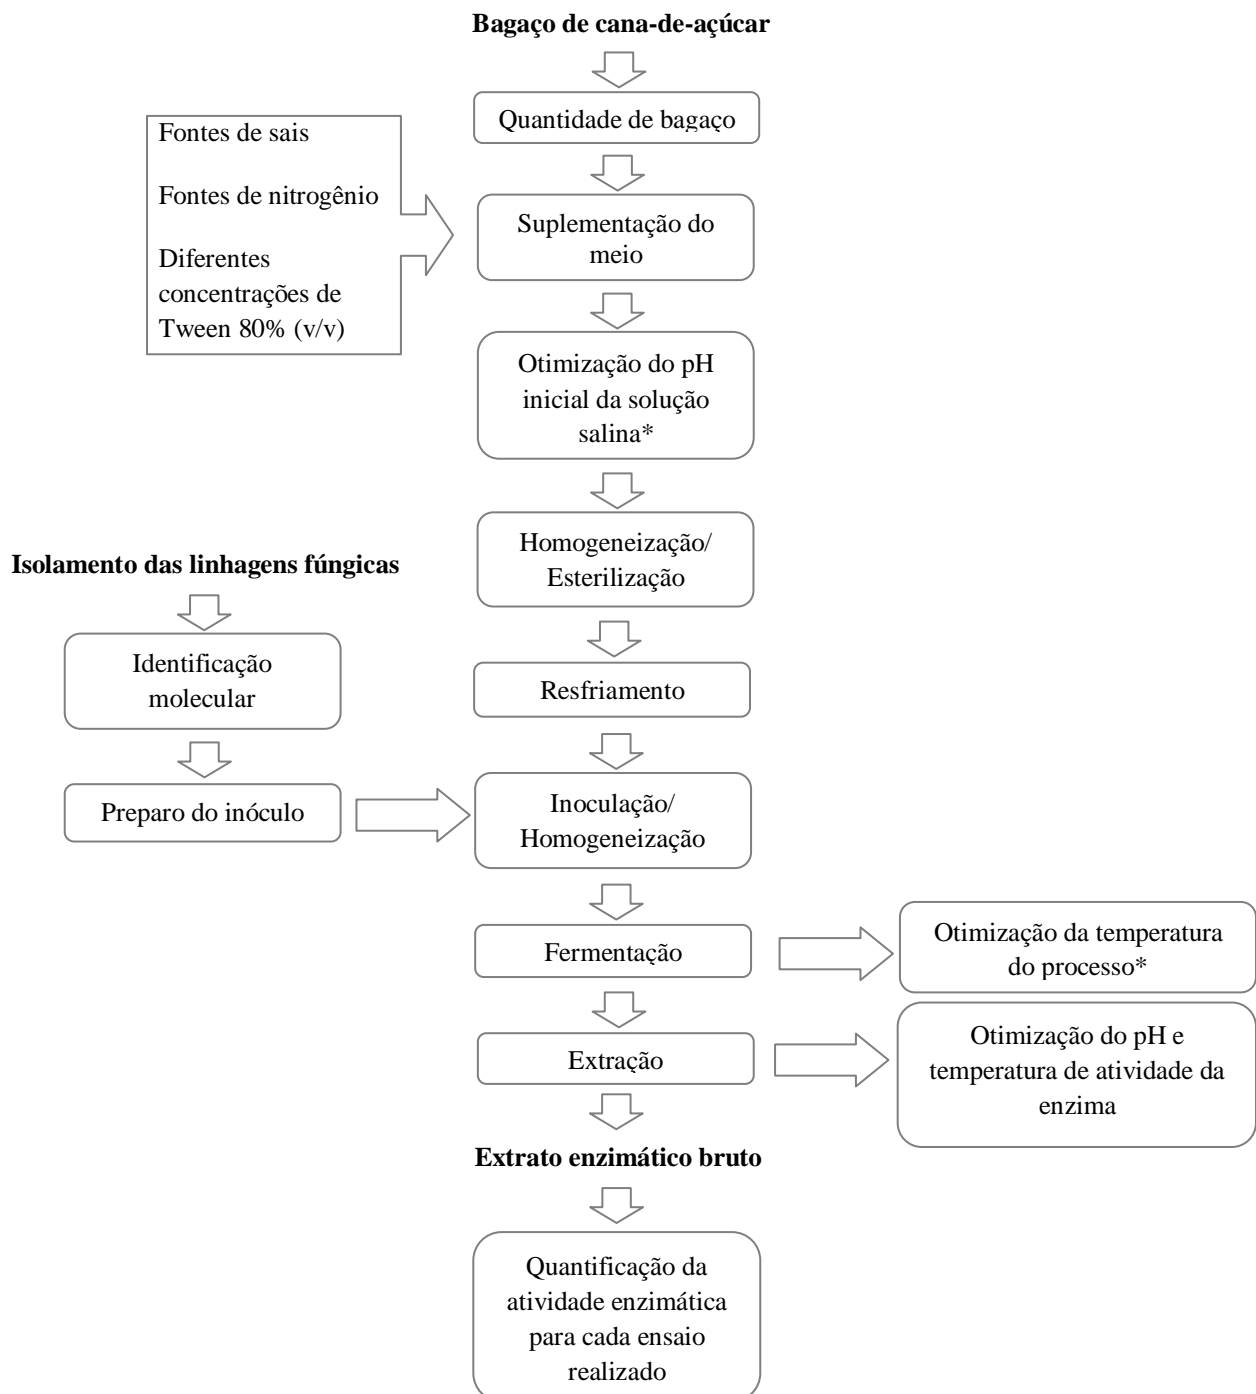 Bagaço de cana-de-açúcar
Quantidade de bagaço
Fontes de sais
Fontes de nitrogênio
Diferentes
concentrações de
Tween 80% (v/v)
Suplementação do
meio
Otimização do pH
inicial da solução
salina*
Homogeneização/
Esterilização
Isolamento das linhagens fúngicas
Identificação
molecular
Resfriamento
Preparo do inóculo
Inoculação/
Homogeneização
Fermentação
Otimização da temperatura
do processo*
Extração
Otimização do pH e
temperatura de atividade da
enzima
Extrato enzimático bruto
Quantificação da
atividade enzimática
para cada ensaio
realizado